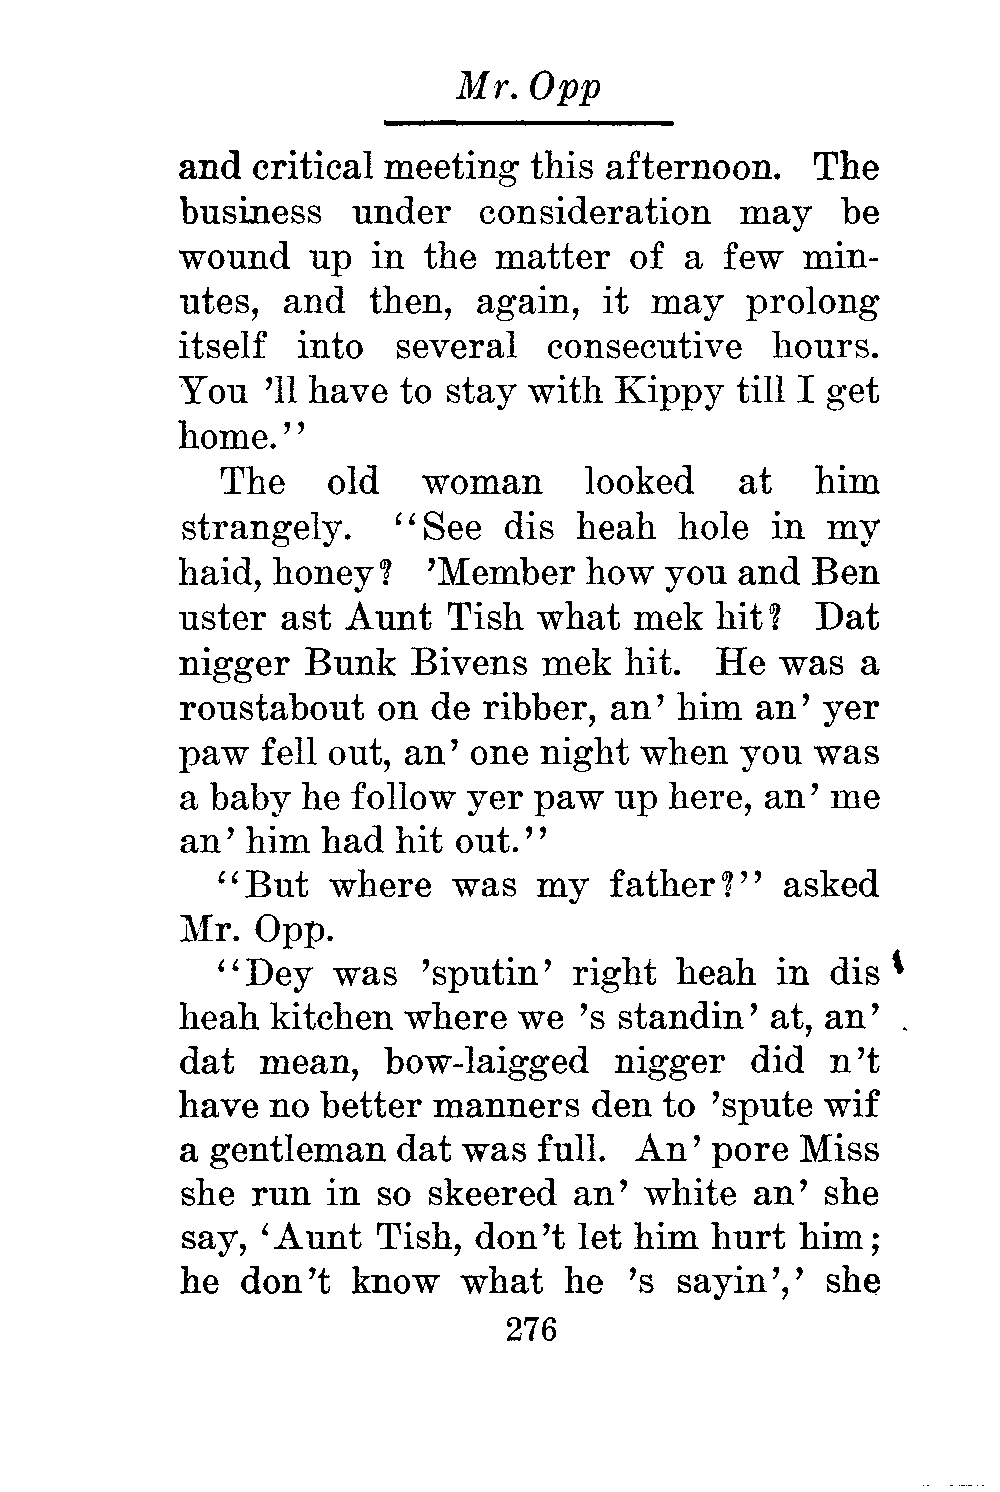 Mr. Opp
and critical meeting this afternoon. The
business under consideration may be
wound up in the matter of a few min-
utes, and then, again, it may prolong
itself into several consecutive hours.
You 'll have to stay with Kippy till I get
home.''
The old woman looked at him
strangely. ''See dis heah hole in my
haid, honey? 'Member how you and Ben
uster ast Aunt Tish what mek hit? Dat
nigger Bunk Bivens mek hit. He was a
roustabout on de ribber, an' him an' yer
paw fell out, an' one night when you was
a baby he follow yer paw up here, an' me
an' him had hit out.''
''But where was my father?'' asked
Mr. Opp.
''Dey was 'sputin' right heah in dis
heah kitchen where we 's standin' at, an'
dat mean, bow-laigged nigger did n't
have no better manners den to 'spute wif
a gentleman dat was full. An' pore Miss
she run in so skeered an' white an' she
say, 'Aunt Tish, don't let him hurt him;
he don't know what he 's sayin',' she
276